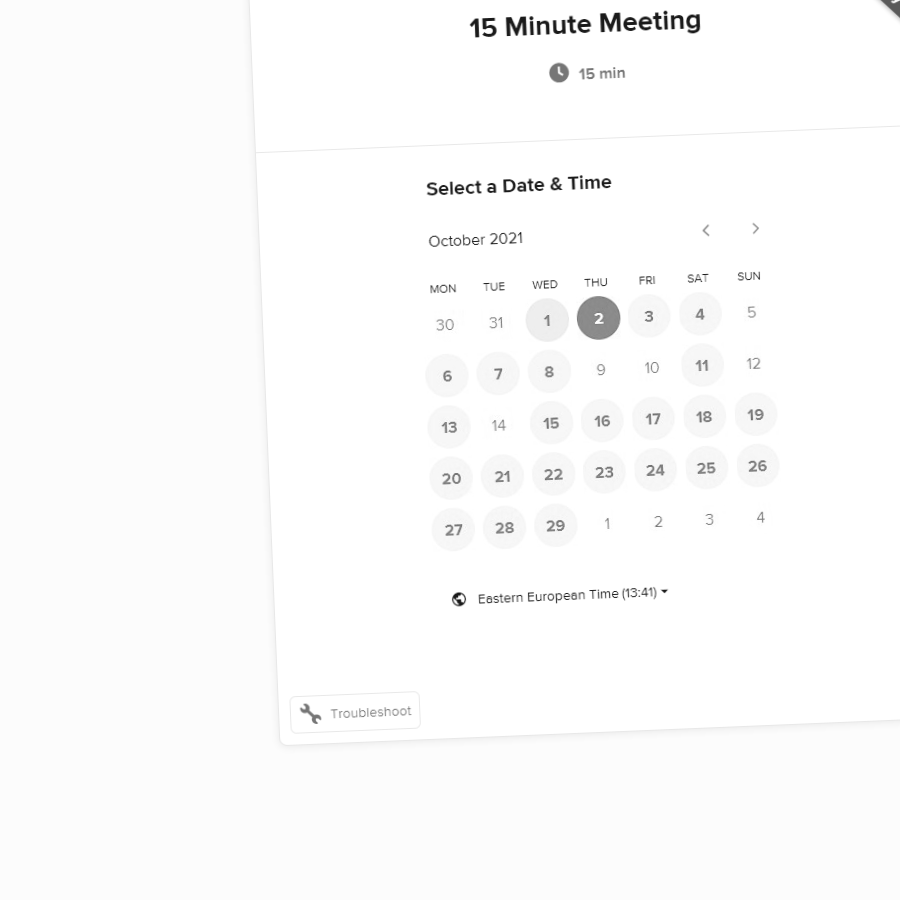 15 Minute Meeting
15 min
Select a Date & Time
October 2021
MON TUE WED THU FRI SAT SUN
30 31 1 2 3 4 5
6 7 8 9 10 11 12
13 14 15 16 17 18 19
20 21 22 23 24 25 26
27 28 29 1 2 3 4
Eastern European Time (13:41)
Troubleshoot